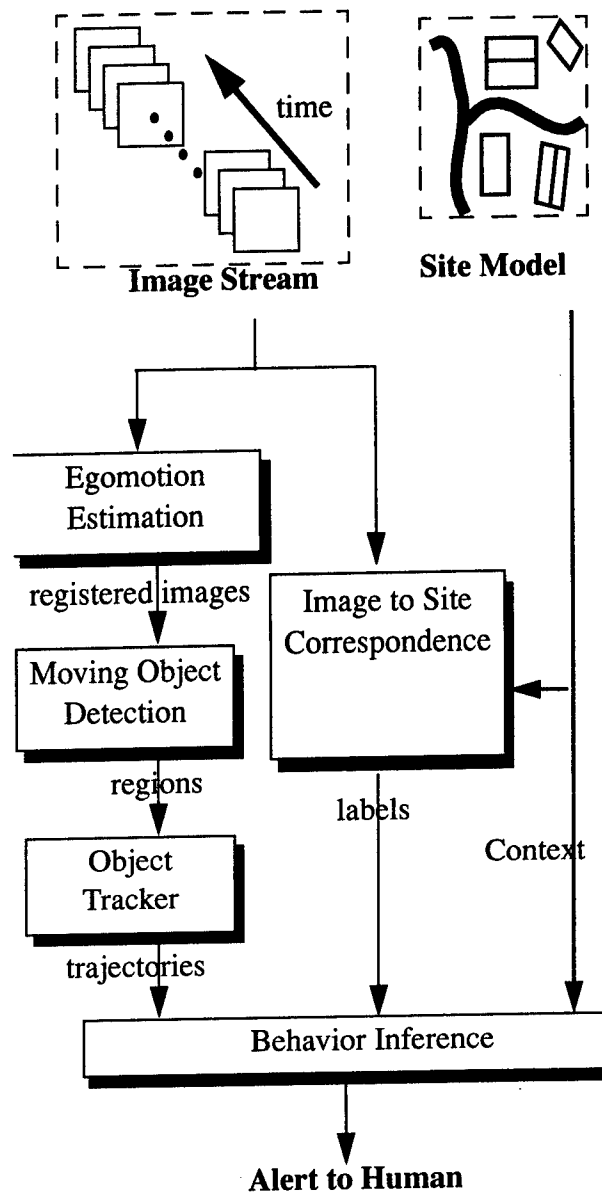 time
Image Stream
Site Model
Egomotion
Estimation
registered images
Image to Site
Correspondence
Moving Object
Detection
regions
labels
Object
Tracker
Context
trajectories
Behavior Inference
Alert to Human